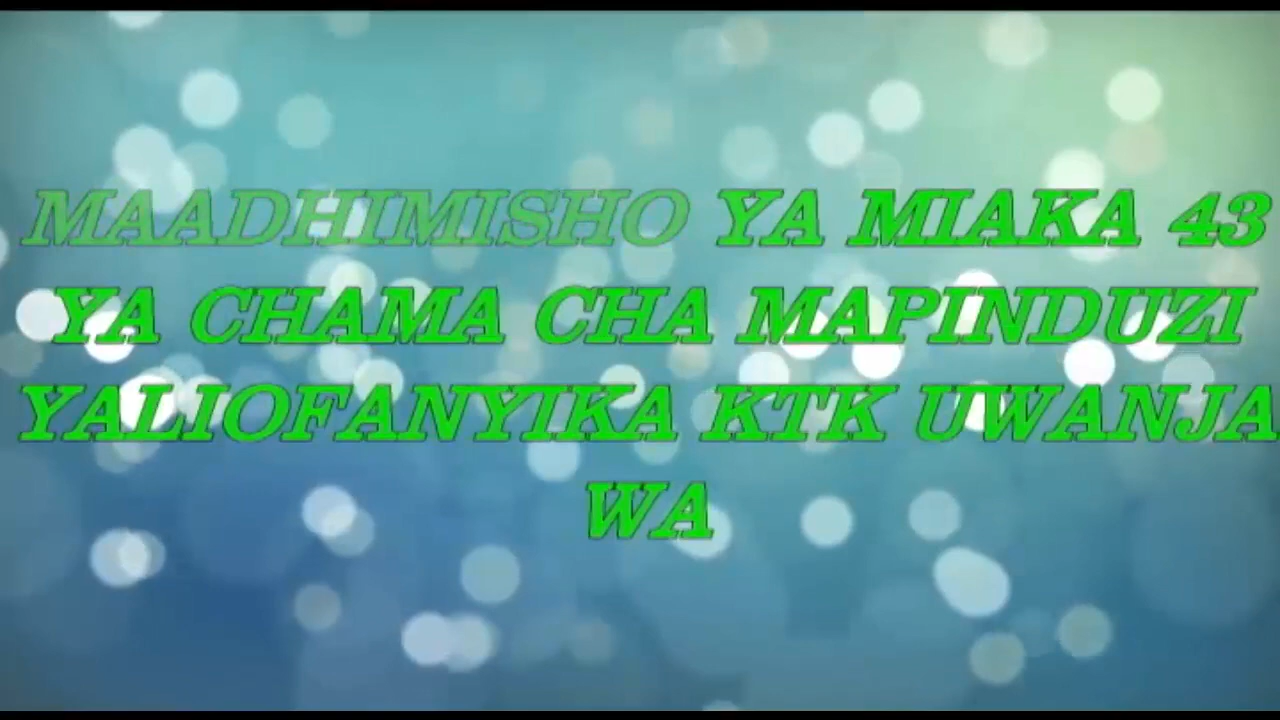 MAADHIMISHO YA MIAKA 43
YA CHAMA CHA MAPINDUZI
YALIOFANYIKA KTK UWANJA
WA